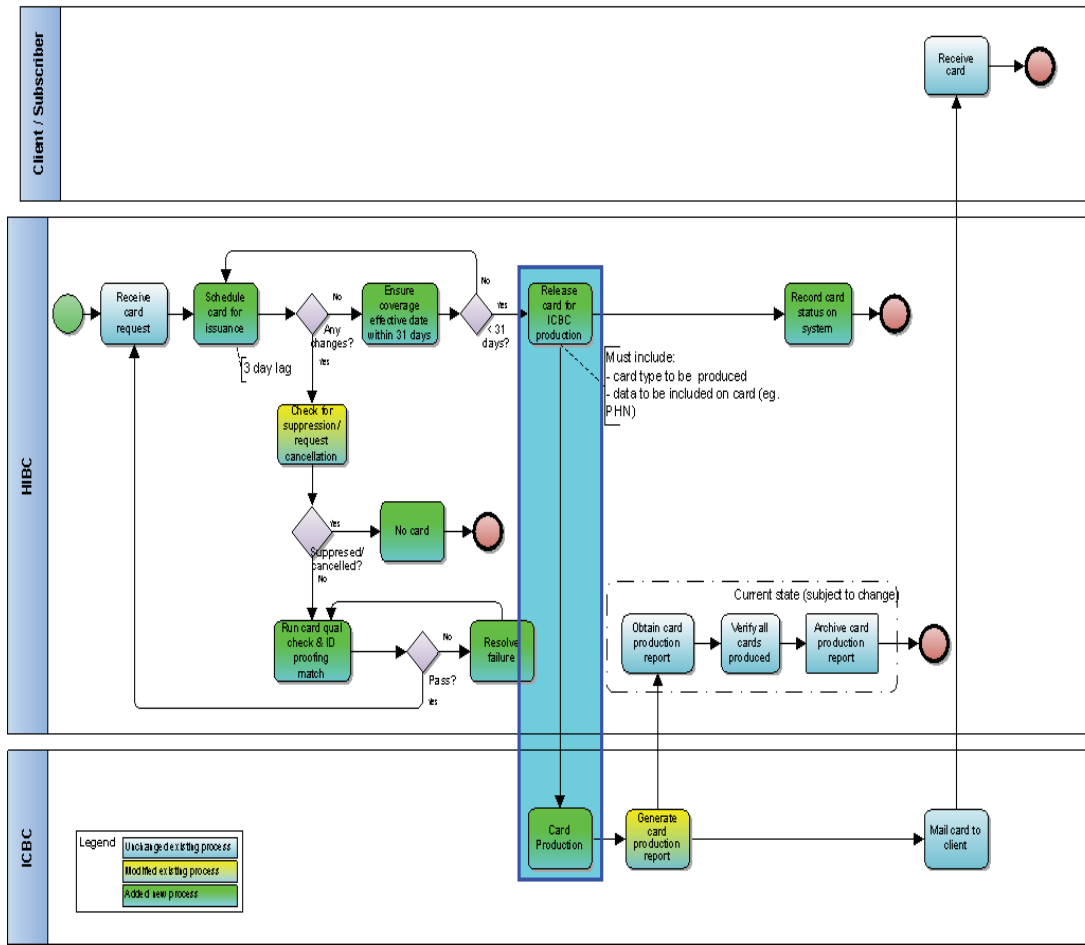 Client / Subscriber
Receive
card
HIBC
Receive
card
request
Schedule
card for
issuance
3 day lag
No
Any
changes?
Yes
Ensure
coverage
effective date
within 31 days
No
Yes
< 31
days?
Release
card for
ICBC
production
Must include:
- card type to be produced
- data to be included on card (eg.
PHN)
Record card
status on
system
Check for
suppression/
request
cancellation
Yes
Suppresed/
cancelled?
No
No card
Run card qual
check & ID
proofing
match
No
Pass?
Yes
Resolve
failure
Current state (subject to change)
Obtain card
production
report
Verify all
cards
produced
Archive card
production
report
ICBC
Legend
Unchanged existing process
Modified existing process
Added new process
Card
Production
Generate
card
production
report
Mail card to
client